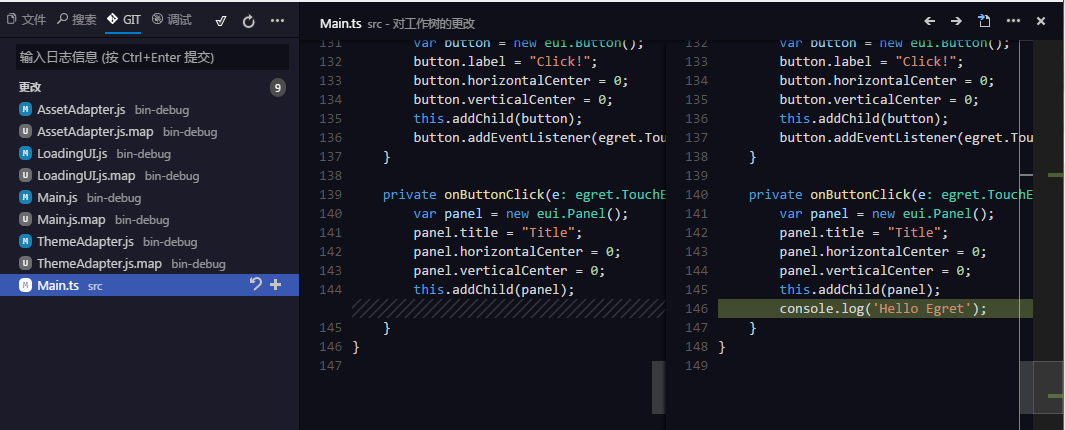 文件 搜索 GIT 调试
Main.ts src - 对工作树的更改
输入日志信息 (按 Ctrl+Enter 提交)
更改 9
M AssetAdapter.js bin-debug
U AssetAdapter.js.map bin-debug
M LoadingUI.js bin-debug
U LoadingUI.js.map bin-debug
M Main.js bin-debug
U Main.js.map bin-debug
M ThemeAdapter.js bin-debug
U ThemeAdapter.js.map bin-debug
M Main.ts src
131 var button = new eui.Button();
132 button.label = "Click!";
133 button.horizontalCenter = 0;
134 button.verticalCenter = 0;
135 this.addChild(button);
136 button.addEventListener(egret.Tou
137 }
138
139 private onButtonClick(e: egret.TouchE
140 var panel = new eui.Panel();
141 panel.title = "Title";
142 panel.horizontalCenter = 0;
143 panel.verticalCenter = 0;
144 this.addChild(panel);
145 }
146 }
147
132 var button = new eui.Button();
133 button.label = "Click!";
134 button.horizontalCenter = 0;
135 button.verticalCenter = 0;
136 this.addChild(button);
137 button.addEventListener(egret.Tou
138 }
139
140 private onButtonClick(e: egret.TouchE
141 var panel = new eui.Panel();
142 panel.title = "Title";
143 panel.horizontalCenter = 0;
144 panel.verticalCenter = 0;
145 this.addChild(panel);
146 console.log('Hello Egret');
147 }
148 }
149